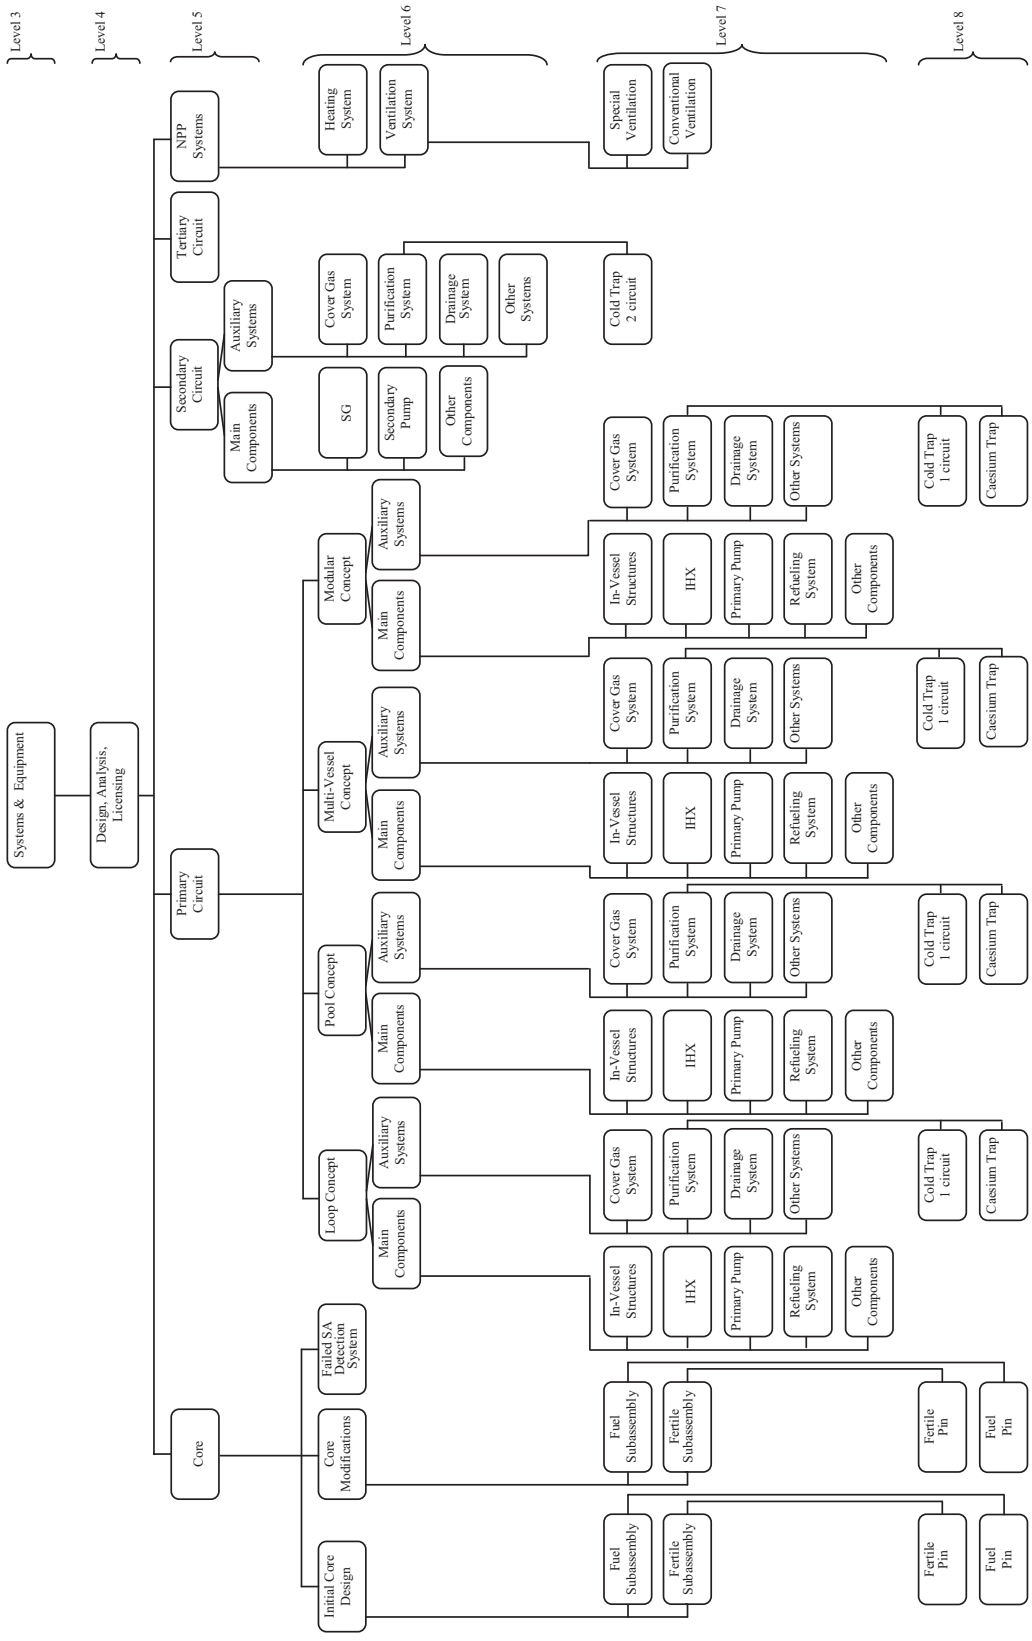 Level 3
Systems & Equipment
Level 4
Design, Analysis,
Licensing
Level 5
Core
Primary
Circuit
Secondary
Circuit
Main
Components
Auxiliary
Systems
Tertiary
Circuit
NPP
Systems
Level 6
Initial Core
Design
Core
Modifications
Failed SA
Detection
System
Loop Concept
Main
Components
Auxiliary
Systems
Pool Concept
Main
Components
Auxiliary
Systems
Multi-Vessel
Concept
Main
Components
Auxiliary
Systems
Modular
Concept
Main
Components
Auxiliary
Systems
SG
Secondary
Pump
Other
Components
Cover Gas
System
Purification
System
Drainage
System
Other
Systems
Heating
System
Ventilation
System
Level 7
Fuel
Subassembly
Fertile
Subassembly
Fuel
Subassembly
Fertile
Subassembly
In-Vessel
Structures
IHX
Primary Pump
Refueling
System
Other
Components
Cover Gas
System
Purification
System
Drainage
System
Other Systems
In-Vessel
Structures
IHX
Primary Pump
Refueling
System
Other
Components
Cover Gas
System
Purification
System
Drainage
System
Other Systems
In-Vessel
Structures
IHX
Primary Pump
Refueling
System
Other
Components
Cover Gas
System
Purification
System
Drainage
System
Other Systems
In-Vessel
Structures
IHX
Primary Pump
Refueling
System
Other
Components
Cover Gas
System
Purification
System
Drainage
System
Other Systems
Cold Trap
2 circuit
Special
Ventilation
Conventional
Ventilation
Level 8
Fertile
Pin
Fuel
Pin
Fertile
Pin
Fuel
Pin
Cold Trap
1 circuit
Caesium Trap
Cold Trap
1 circuit
Caesium Trap
Cold Trap
1 circuit
Caesium Trap
Cold Trap
1 circuit
Caesium Trap